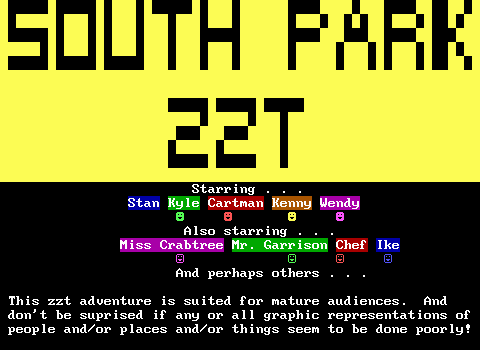 SOUTH PARK
ZZT
Starring . . .
Stan Kyle Cartman Kenny Wendy
Also starring . . .
Miss Crabtree Mr. Garrison Chef Ike
And perhaps others . . .
This zzt adventure is suited for mature audiences. And
don't be suprised if any or all graphic representations of
people and/or places and/or things seem to be done poorly!